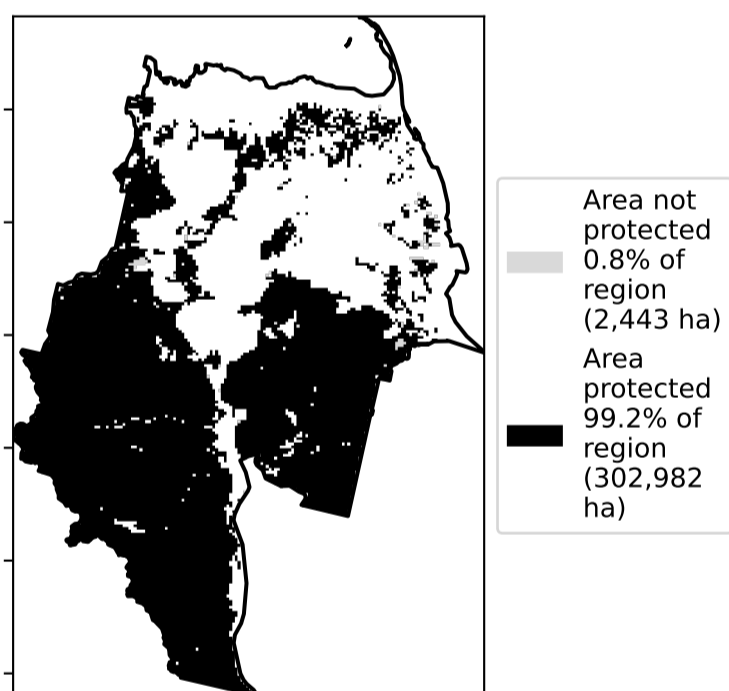 Area not
protected
0.8% of
region
(2,443 ha)
Area
protected
99.2% of
region
(302,982
ha)